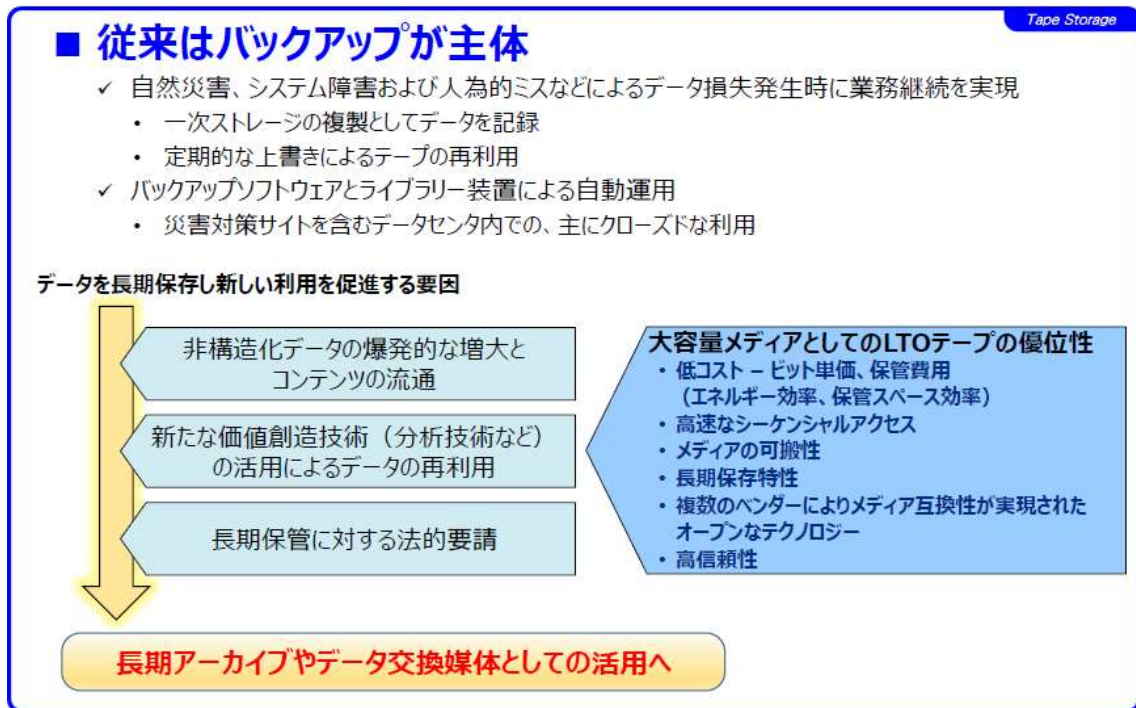 Tape Storage
■ 従来はバックアップが主体
✓ 自然災害、システム障害および人為的ミスなどによるデータ損失発生時に業務継続を実現
・ 一次ストレージの複製としてデータを記録
・ 定期的な上書きによるテープの再利用
✓ バックアップソフトウェアとライブラリー装置による自動運用
・ 災害対策サイトを含むデータセンタ内での、主にクローズドな利用
データを長期保存し新しい利用を促進する要因
非構造化データの爆発的な増大と
コンテンツの流通
新たな価値創造技術（分析技術など）
の活用によるデータの再利用
長期保管に対する法的要請
大容量メディアとしてのLTOテープの優位性
・ 低コスト – ビット単価、保管費用
（エネルギー効率、保管スペース効率）
・ 高速なシーケンシャルアクセス
・ メディアの可搬性
・ 長期保存特性
・ 複数のベンダーによりメディア互換性が実現された
オープンなテクノロジー
・ 高信頼性
長期アーカイブやデータ交換媒体としての活用へ